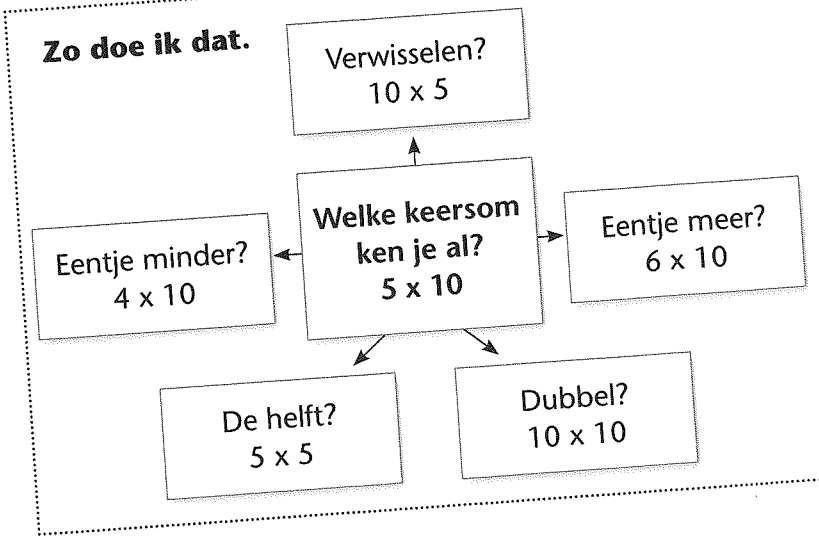 Zo doe ik dat.
Verwisselen?
10 x 5
Welke keersom
ken je al?
5 x 10
Eentje minder?
4 x 10
Eentje meer?
6 x 10
De helft?
5 x 5
Dubbel?
10 x 10